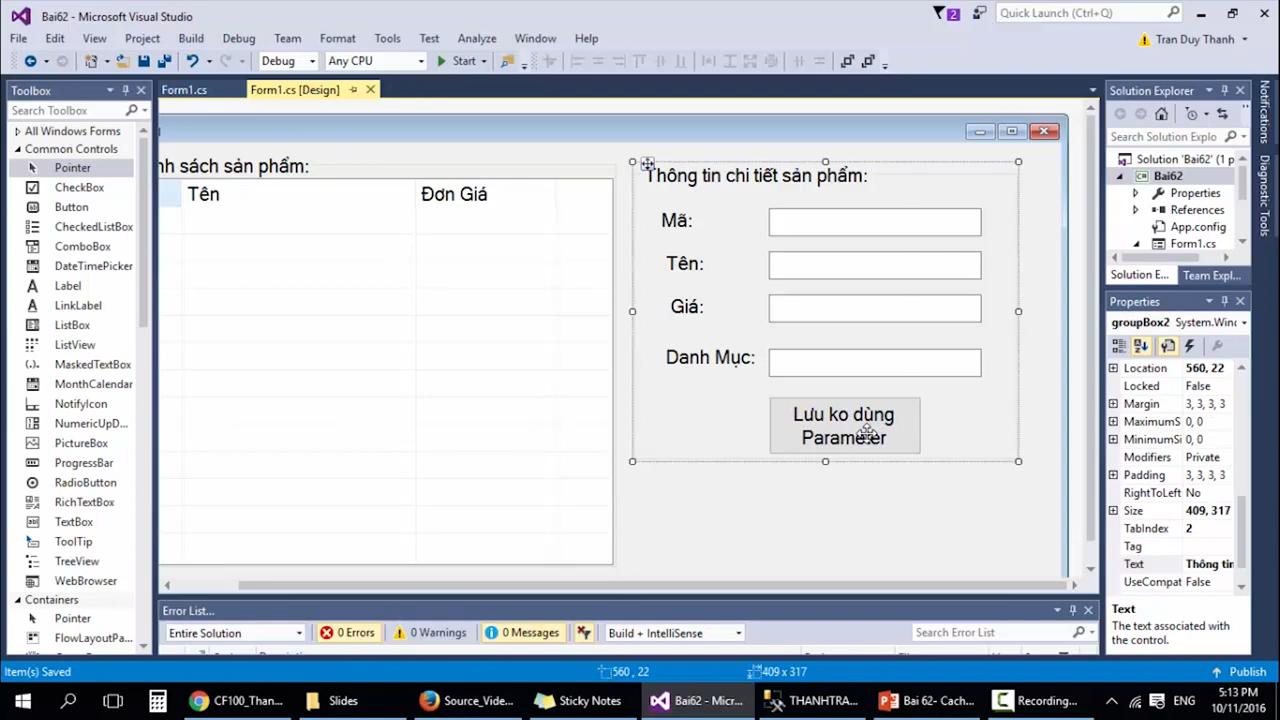 Bai62 - Microsoft Visual Studio
2
Quick Launch (Ctrl+Q)
File Edit View Project Build Debug Team Format Tools Test Analyze Window Help
Tran Duy Thanh
Debug Any CPU Start
Toolbox
Search Toolbox
All Windows Forms
Common Controls
Pointer
CheckBox
Button
CheckedListBox
ComboBox
DateTimePicker
Label
LinkLabel
ListBox
ListView
MaskedTextBox
MonthCalendar
NotifyIcon
NumericUpD...
PictureBox
ProgressBar
RadioButton
RichTextBox
TextBox
ToolTip
TreeView
WebBrowser
Containers
Pointer
FlowLayoutPa...
Form1.cs Form1.cs [Design]
nh sách sản phẩm:
Tên Đơn Giá
Thông tin chi tiết sản phẩm:
Mã:
Tên:
Giá:
Danh Mục:
Lưu ko dùng
Parameter
Solution Explorer
Search Solution Explo
Solution 'Bai62' (1
Bai62
Properties
References
App.config
Form1.cs
Solution E... Team Expl...
Properties
groupBox2 System.Wind
Location 560, 22
Locked False
Margin 3, 3, 3, 3
MaximumS 0, 0
MinimumSi 0, 0
Modifiers Private
Padding 3, 3, 3, 3
RightToLeft No
Size 409, 317
TabIndex 2
Tag
Text Thông tin
UseCompat False
Text
The text associated with
the control.
Notifications
Diagnostic Tools
Error List...
Entire Solution 0 Errors 0 Warnings 0 Messages Build + IntelliSense Search Error List
Item(s) Saved 560 , 22 409 x 317 Publish
CF100_Than... Slides Source_Vide... Sticky Notes Bai62 - Micr... THANHTRA... Bai 62- Cach... Recording... ENG
5:13 PM
10/11/2016